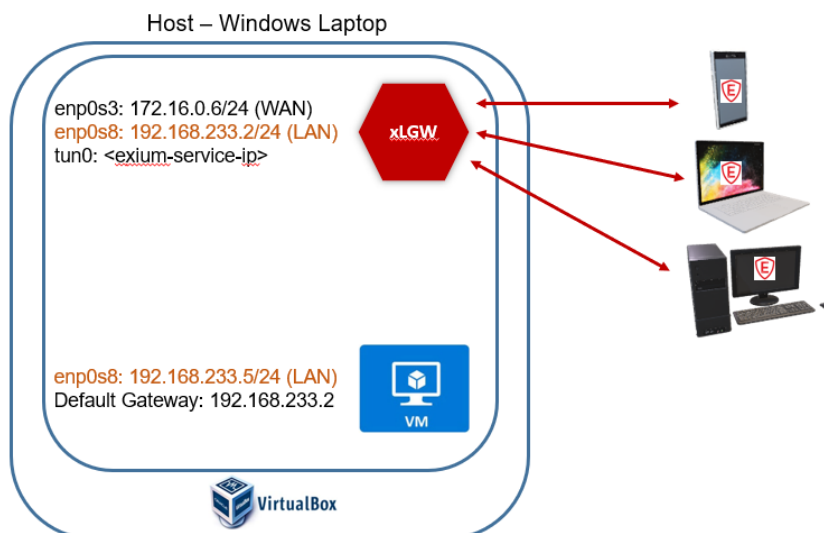 Host – Windows Laptop
enp0s3: 172.16.0.6/24 (WAN)
enp0s8: 192.168.233.2/24 (LAN)
tun0: <exium-service-ip>
xLGW
E
E
E
enp0s8: 192.168.233.5/24 (LAN)
Default Gateway: 192.168.233.2
VM
VirtualBox